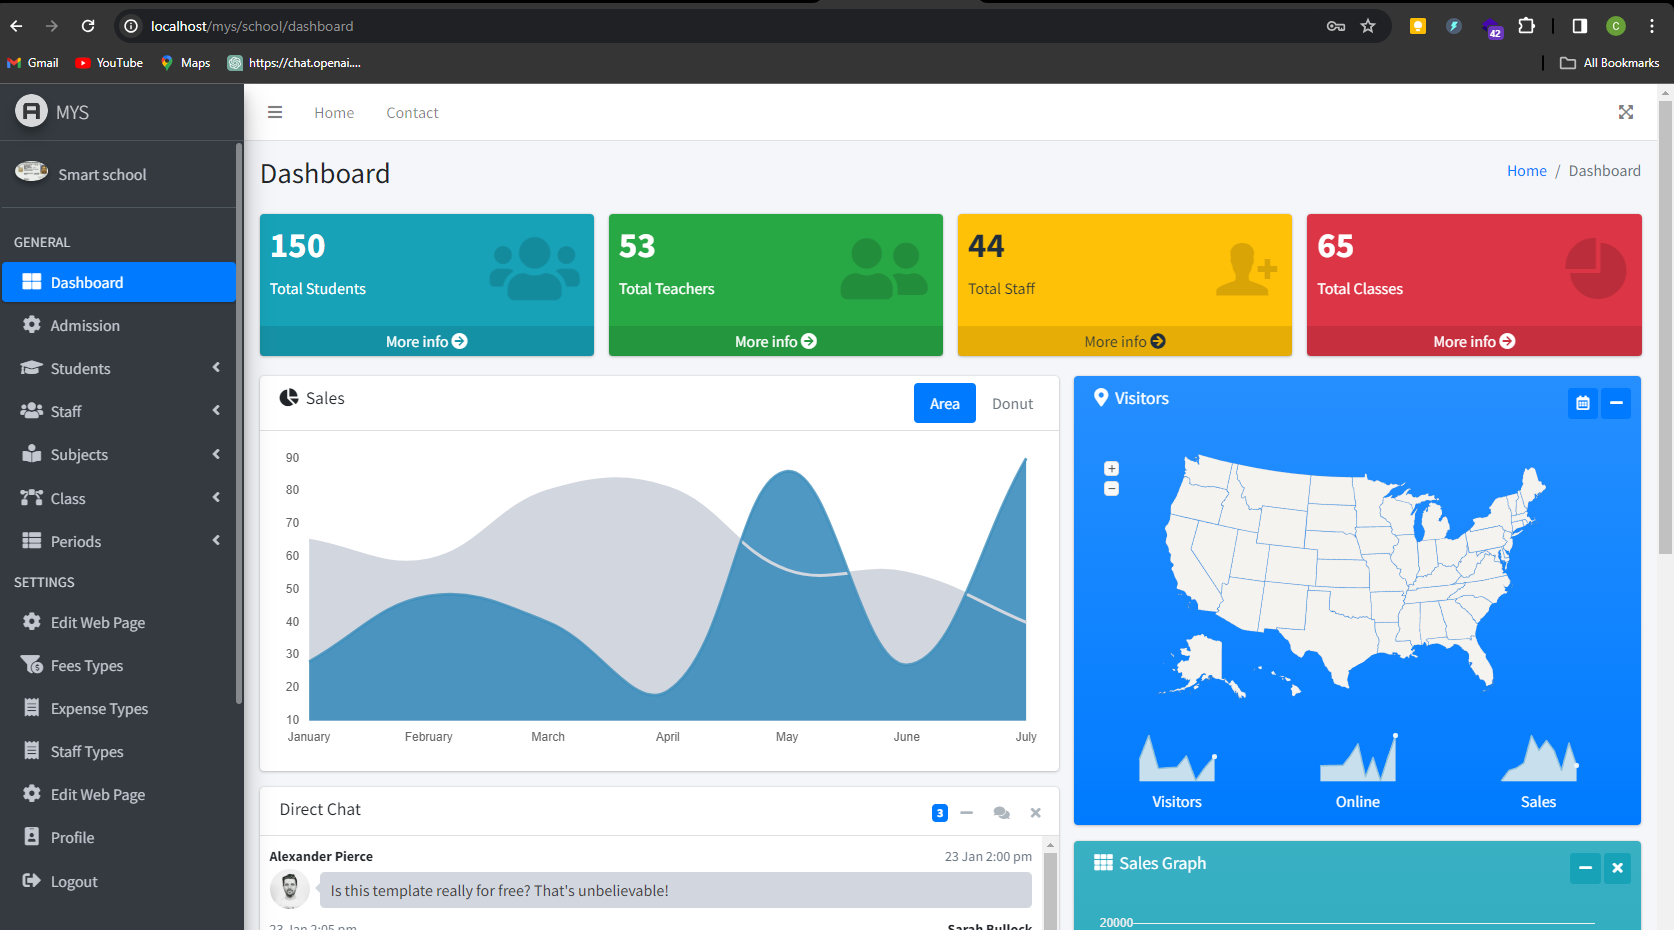 localhost/mys/school/dashboard
42
C
Gmail
YouTube
Maps
https://chat.openai....
All Bookmarks
MYS
Smart school
GENERAL
Dashboard
Admission
Students
Staff
Subjects
Class
Periods
SETTINGS
Edit Web Page
Fees Types
Expense Types
Staff Types
Edit Web Page
Profile
Logout
Home
Contact
Dashboard
Home / Dashboard
150
Total Students
More info
53
Total Teachers
More info
44
Total Staff
More info
65
Total Classes
More info
Sales
Area
Donut
90
80
70
60
50
40
30
20
10
January
February
March
April
May
June
July
Visitors
+
−
Visitors
Online
Sales
Direct Chat
3
Alexander Pierce
23 Jan 2:00 pm
Is this template really for free? That's unbelievable!
23 Jan 2:05 pm
Sarah Bullock
Sales Graph
20000